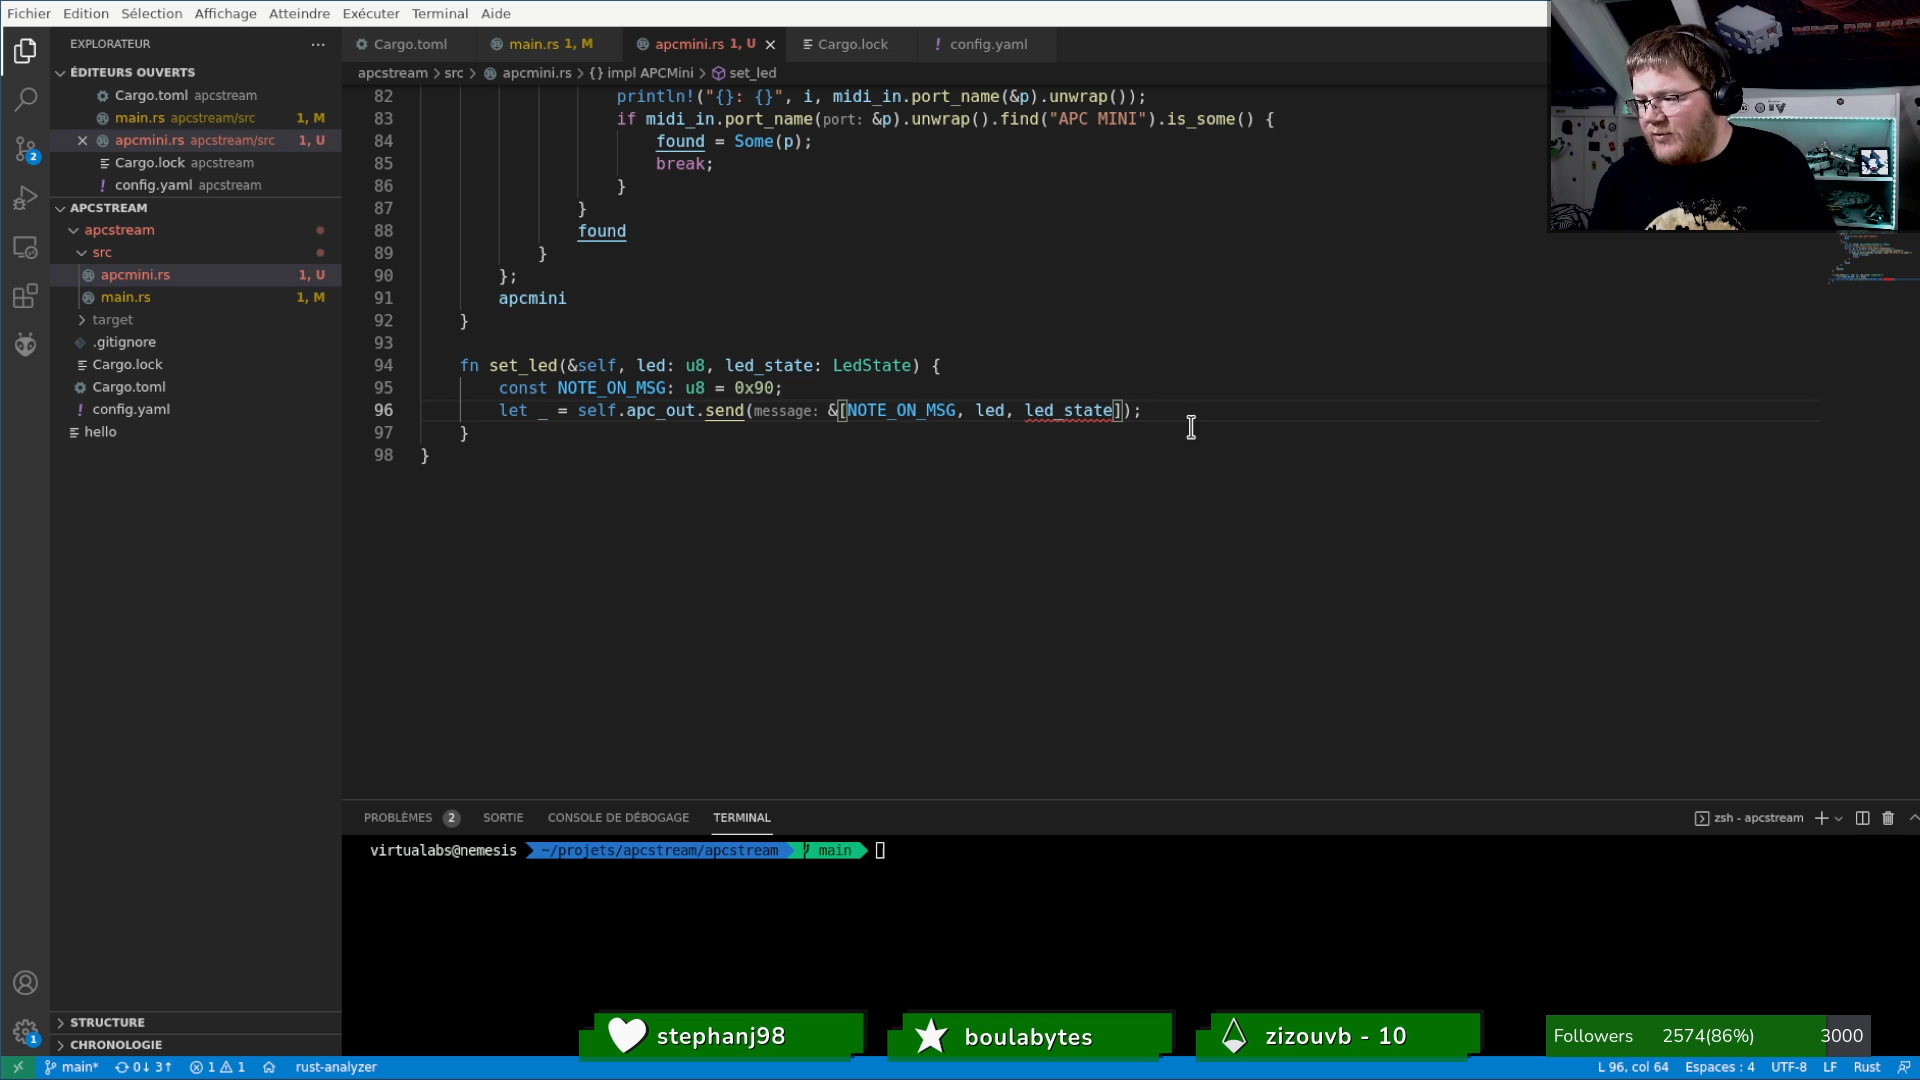 Fichier Edition Sélection Affichage Atteindre Exécuter Terminal Aide
EXPLORATEUR
ÉDITEURS OUVERTS
Cargo.toml apcstream
main.rs apcstream/src 1, M
apcmini.rs apcstream/src 1, U
Cargo.lock apcstream
config.yaml apcstream
APCSTREAM
apcstream
src
apcmini.rs 1, U
main.rs 1, M
target
.gitignore
Cargo.lock
Cargo.toml
config.yaml
hello
STRUCTURE
CHRONOLOGIE
Cargo.toml main.rs 1, M apcmini.rs 1, U Cargo.lock config.yaml
apcstream > src > apcmini.rs > {} impl APCMini > set_led
82 println!("{}: {}", i, midi_in.port_name(&p).unwrap());
83 if midi_in.port_name(port: &p).unwrap().find("APC MINI").is_some() {
84 found = Some(p);
85 break;
86 }
87 }
88 found
89 }
90 };
91 apcmini
92 }
93
94 fn set_led(&self, led: u8, led_state: LedState) {
95 const NOTE_ON_MSG: u8 = 0x90;
96 let _ = self.apc_out.send(message: &[NOTE_ON_MSG, led, led_state]);
97 }
98 }
PROBLÈMES 2 SORTIE CONSOLE DE DÉBOGAGE TERMINAL
zsh - apcstream
virtualabs@nemesis ~/projets/apcstream/apcstream main
stephanj98 boulabytes zizouvb - 10
Followers 2574(86%) 3000
main* 0↓ 3↑ 1 1 rust-analyzer
L 96, col 64 Espaces : 4 UTF-8 LF Rust
2
1